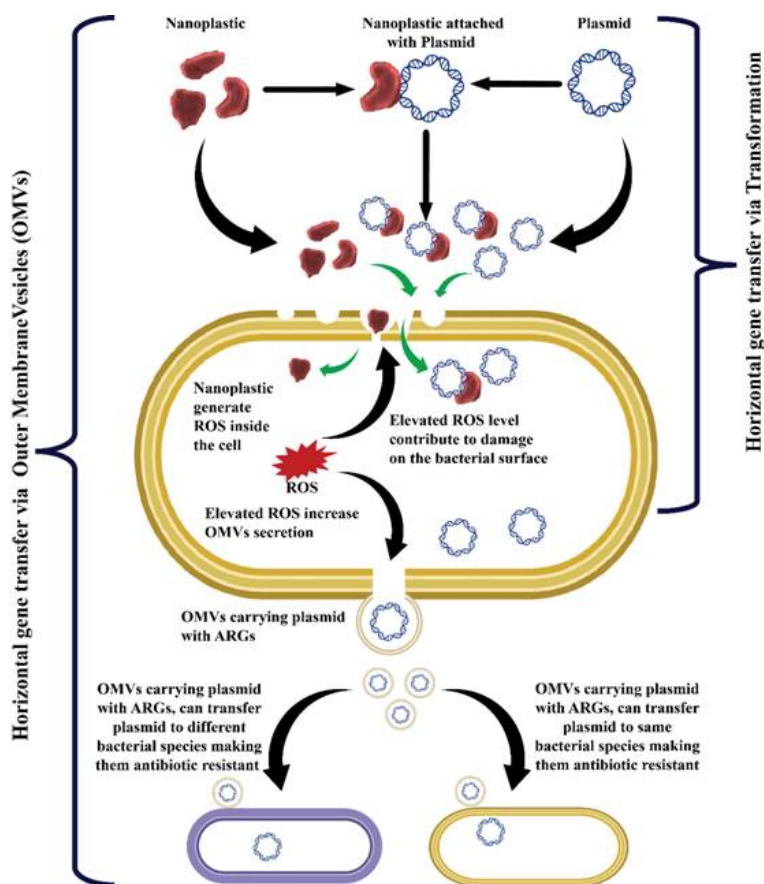 Nanoplastic
Nanoplastic attached
with Plasmid
Plasmid
Horizontal gene transfer via Outer MembraneVesicles (OMVs)
Horizontal gene transfer via Transformation
Nanoplastic
generate
ROS inside
the cell
Elevated ROS level
contribute to damage
on the bacterial surface
ROS
Elevated ROS increase
OMVs secretion
OMVs carrying plasmid
with ARGs
OMVs carrying plasmid
with ARGs, can transfer
plasmid to different
bacterial species making
them antibiotic resistant
OMVs carrying plasmid
with ARGs, can transfer
plasmid to same
bacterial species making
them antibiotic resistant